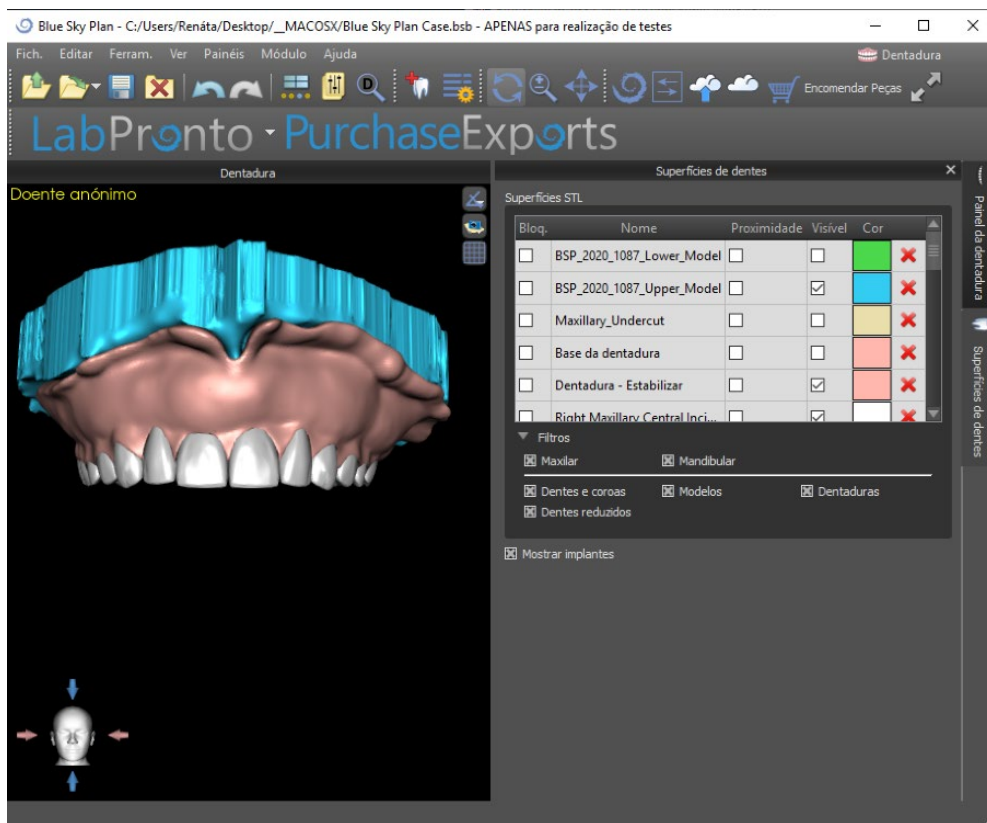 Blue Sky Plan - C:/Users/Renáta/Desktop/__MACOSX/Blue Sky Plan Case.bsb - APENAS para realização de testes
Fich. Editar Ferram. Ver Painéis Módulo Ajuda
Dentadura
D
Encomendar Peças
LabPronto PurchaseExports
Dentadura
Superfícies de dentes
Doente anónimo
Superfícies STL
Bloq. Nome Proximidade Visível Cor
BSP_2020_1087_Lower_Model
BSP_2020_1087_Upper_Model
Maxillary_Undercut
Base da dentadura
Dentadura - Estabilizar
Right Maxillary Central Inci...
Filtros
Maxilar Mandibular
Dentes e coroas Modelos Dentaduras
Dentes reduzidos
Mostrar implantes
Painel da dentadura
Superfícies de dentes